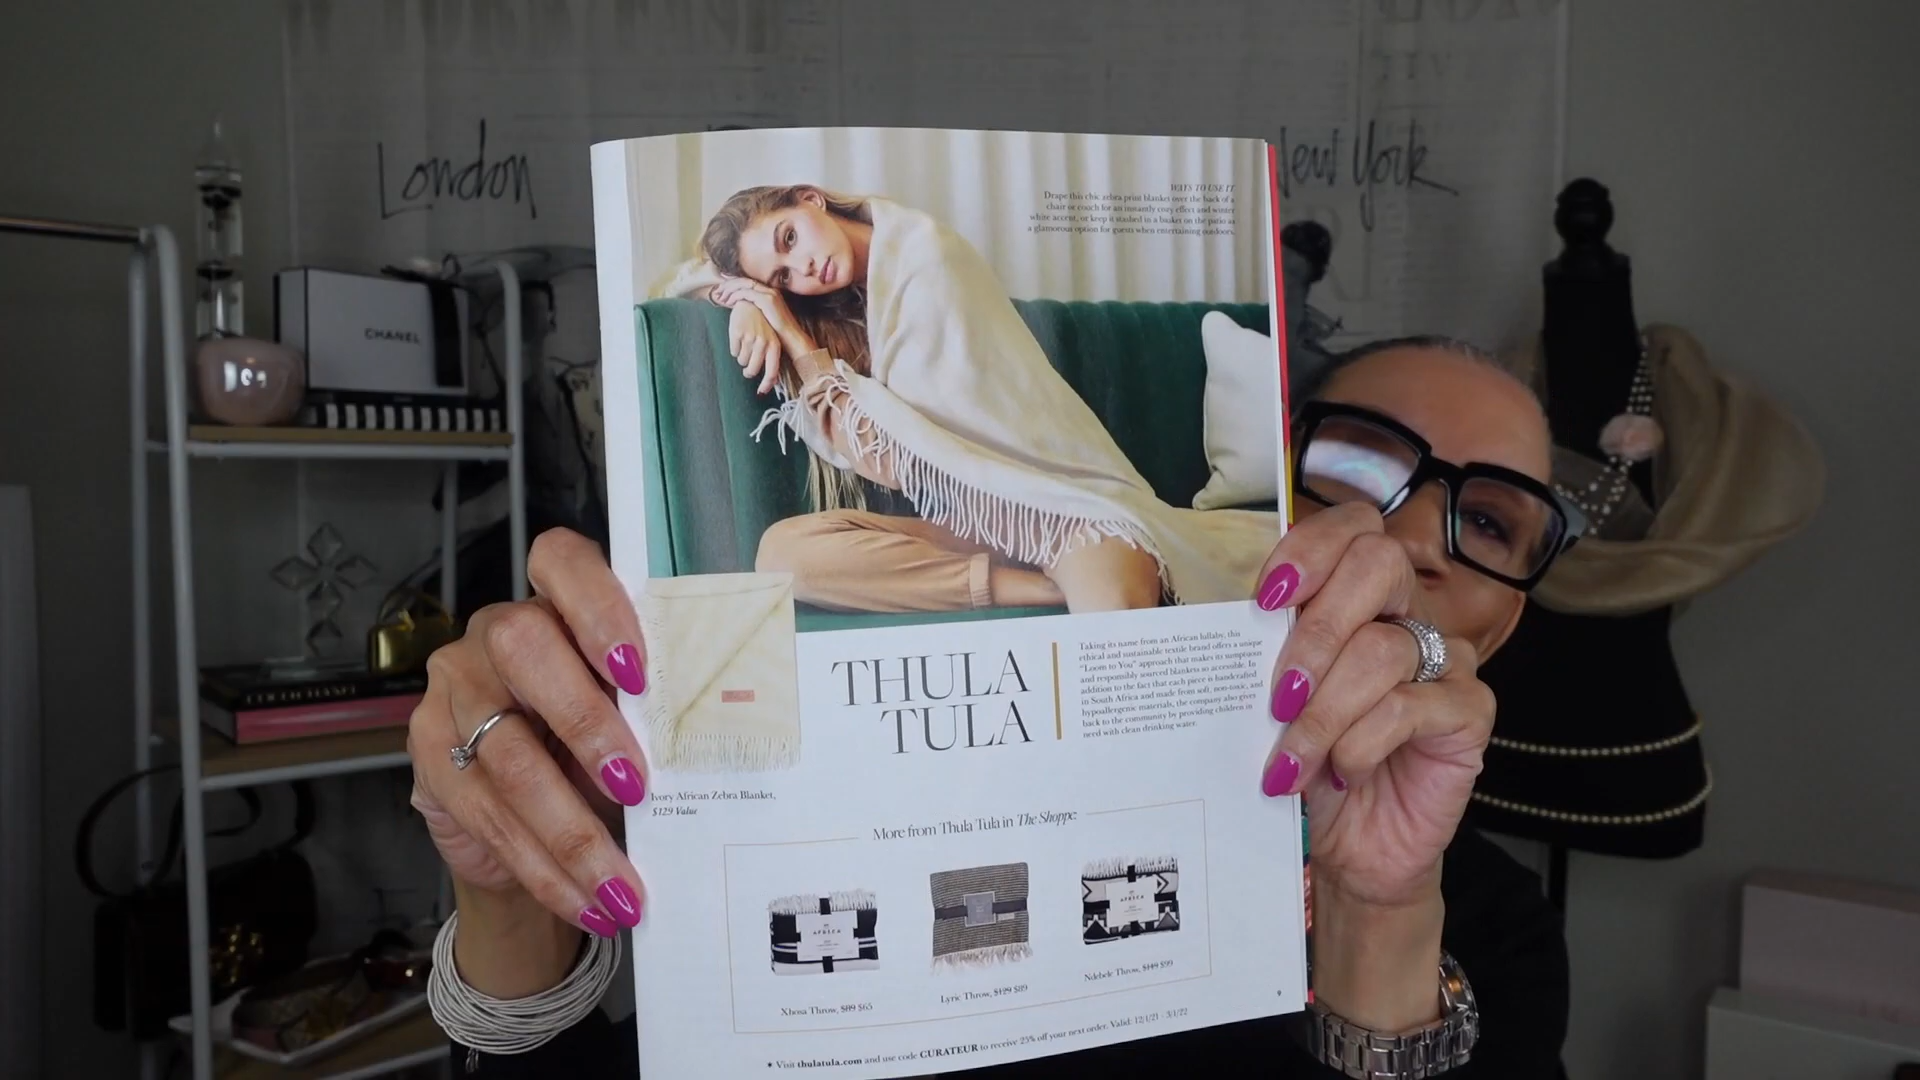 London
New York
CHANEL
COCO CHANEL
WAYS TO USE IT
Drape this chic zebra print blanket over the back of a
chair or couch for an instantly cozy effect and winter
white accent, or keep it stashed in a basket on the patio as
a glamorous option for guests when entertaining outdoors.
THULA
TULA
Taking its name from an African lullaby, this
ethical and sustainable textile brand offers a unique
"Loom to You" approach that makes its sumptuous
and responsibly sourced blankets so accessible. In
addition to the fact that each piece is handcrafted
in South Africa and made from soft, non-toxic, and
hypoallergenic materials, the company also gives
back to the community by providing children in
need with clean drinking water.
Ivory African Zebra Blanket,
$129 Value
More from Thula Tula in The Shoppe
AFRICA
AFRICA
Xhosa Throw, $89 $65
Lyric Throw, $129 $89
Ndebele Throw, $149 $99
9
* Visit thulatula.com and use code CURATEUR to receive 25% off your next order. Valid: 12/1/21 - 3/1/22